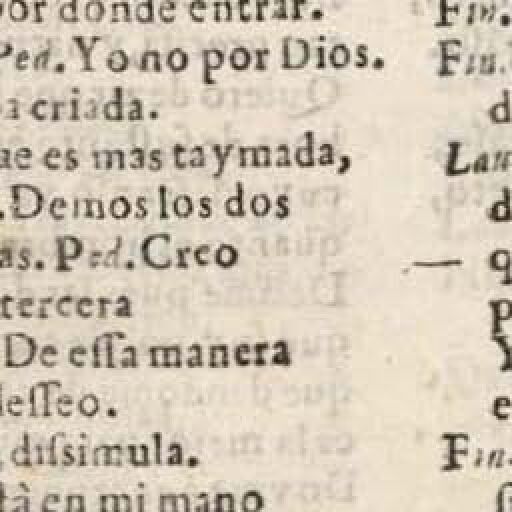 por donde entrar.
Ped. Yo no por Dios.
a criada.
ue es mas taymada,
.Demos los dos
as. Ped. Creo
tercera
De essa manera
desseo.
dissimula.
tà en mi mano
Fin.
Fin.
d
Lau
d
q
p
Y
e
Fin.